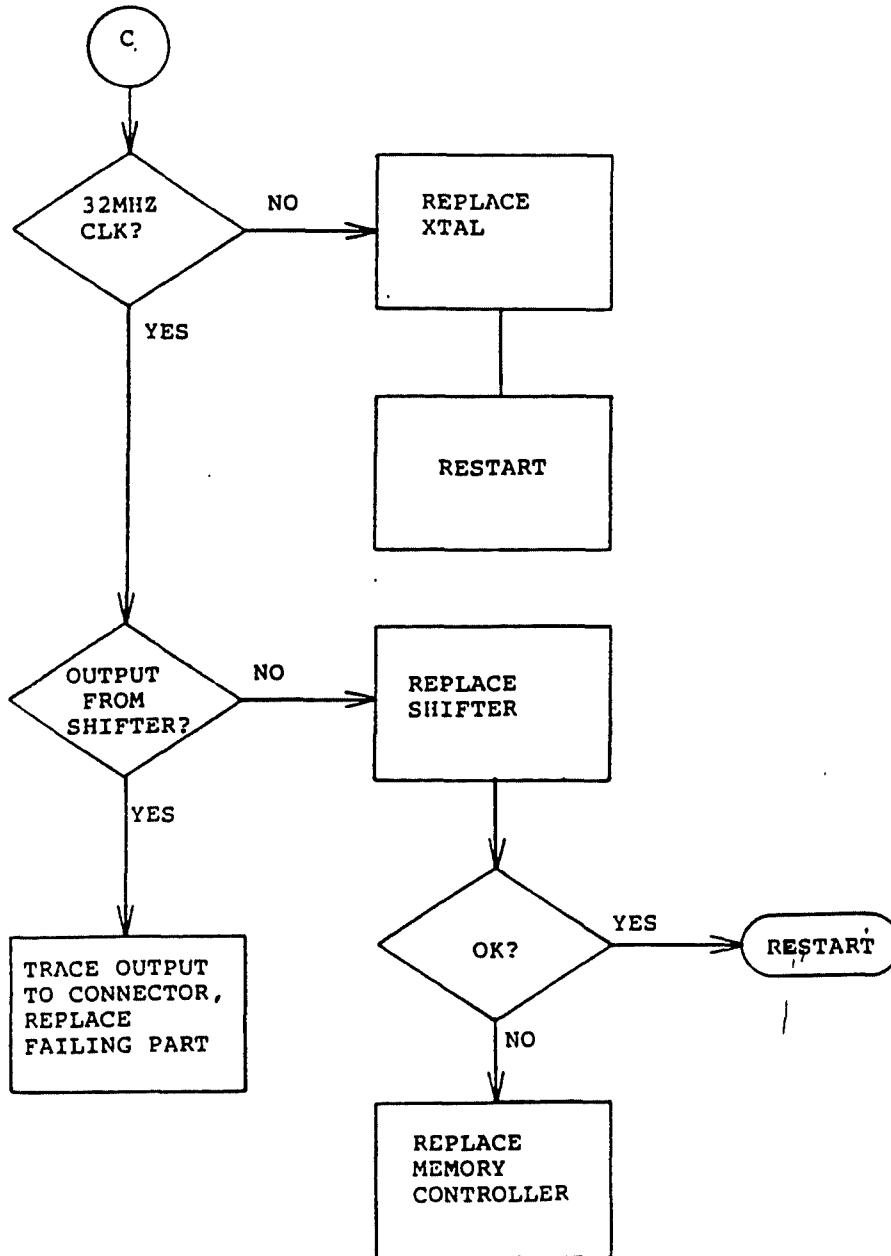 C
32MHZ
CLK?
NO
REPLACE
XTAL
YES
RESTART
OUTPUT
FROM
SHIFTER?
NO
REPLACE
SHIFTER
YES
TRACE OUTPUT
TO CONNECTOR,
REPLACE
FAILING PART
OK?
YES
RESTART
NO
REPLACE
MEMORY
CONTROLLER